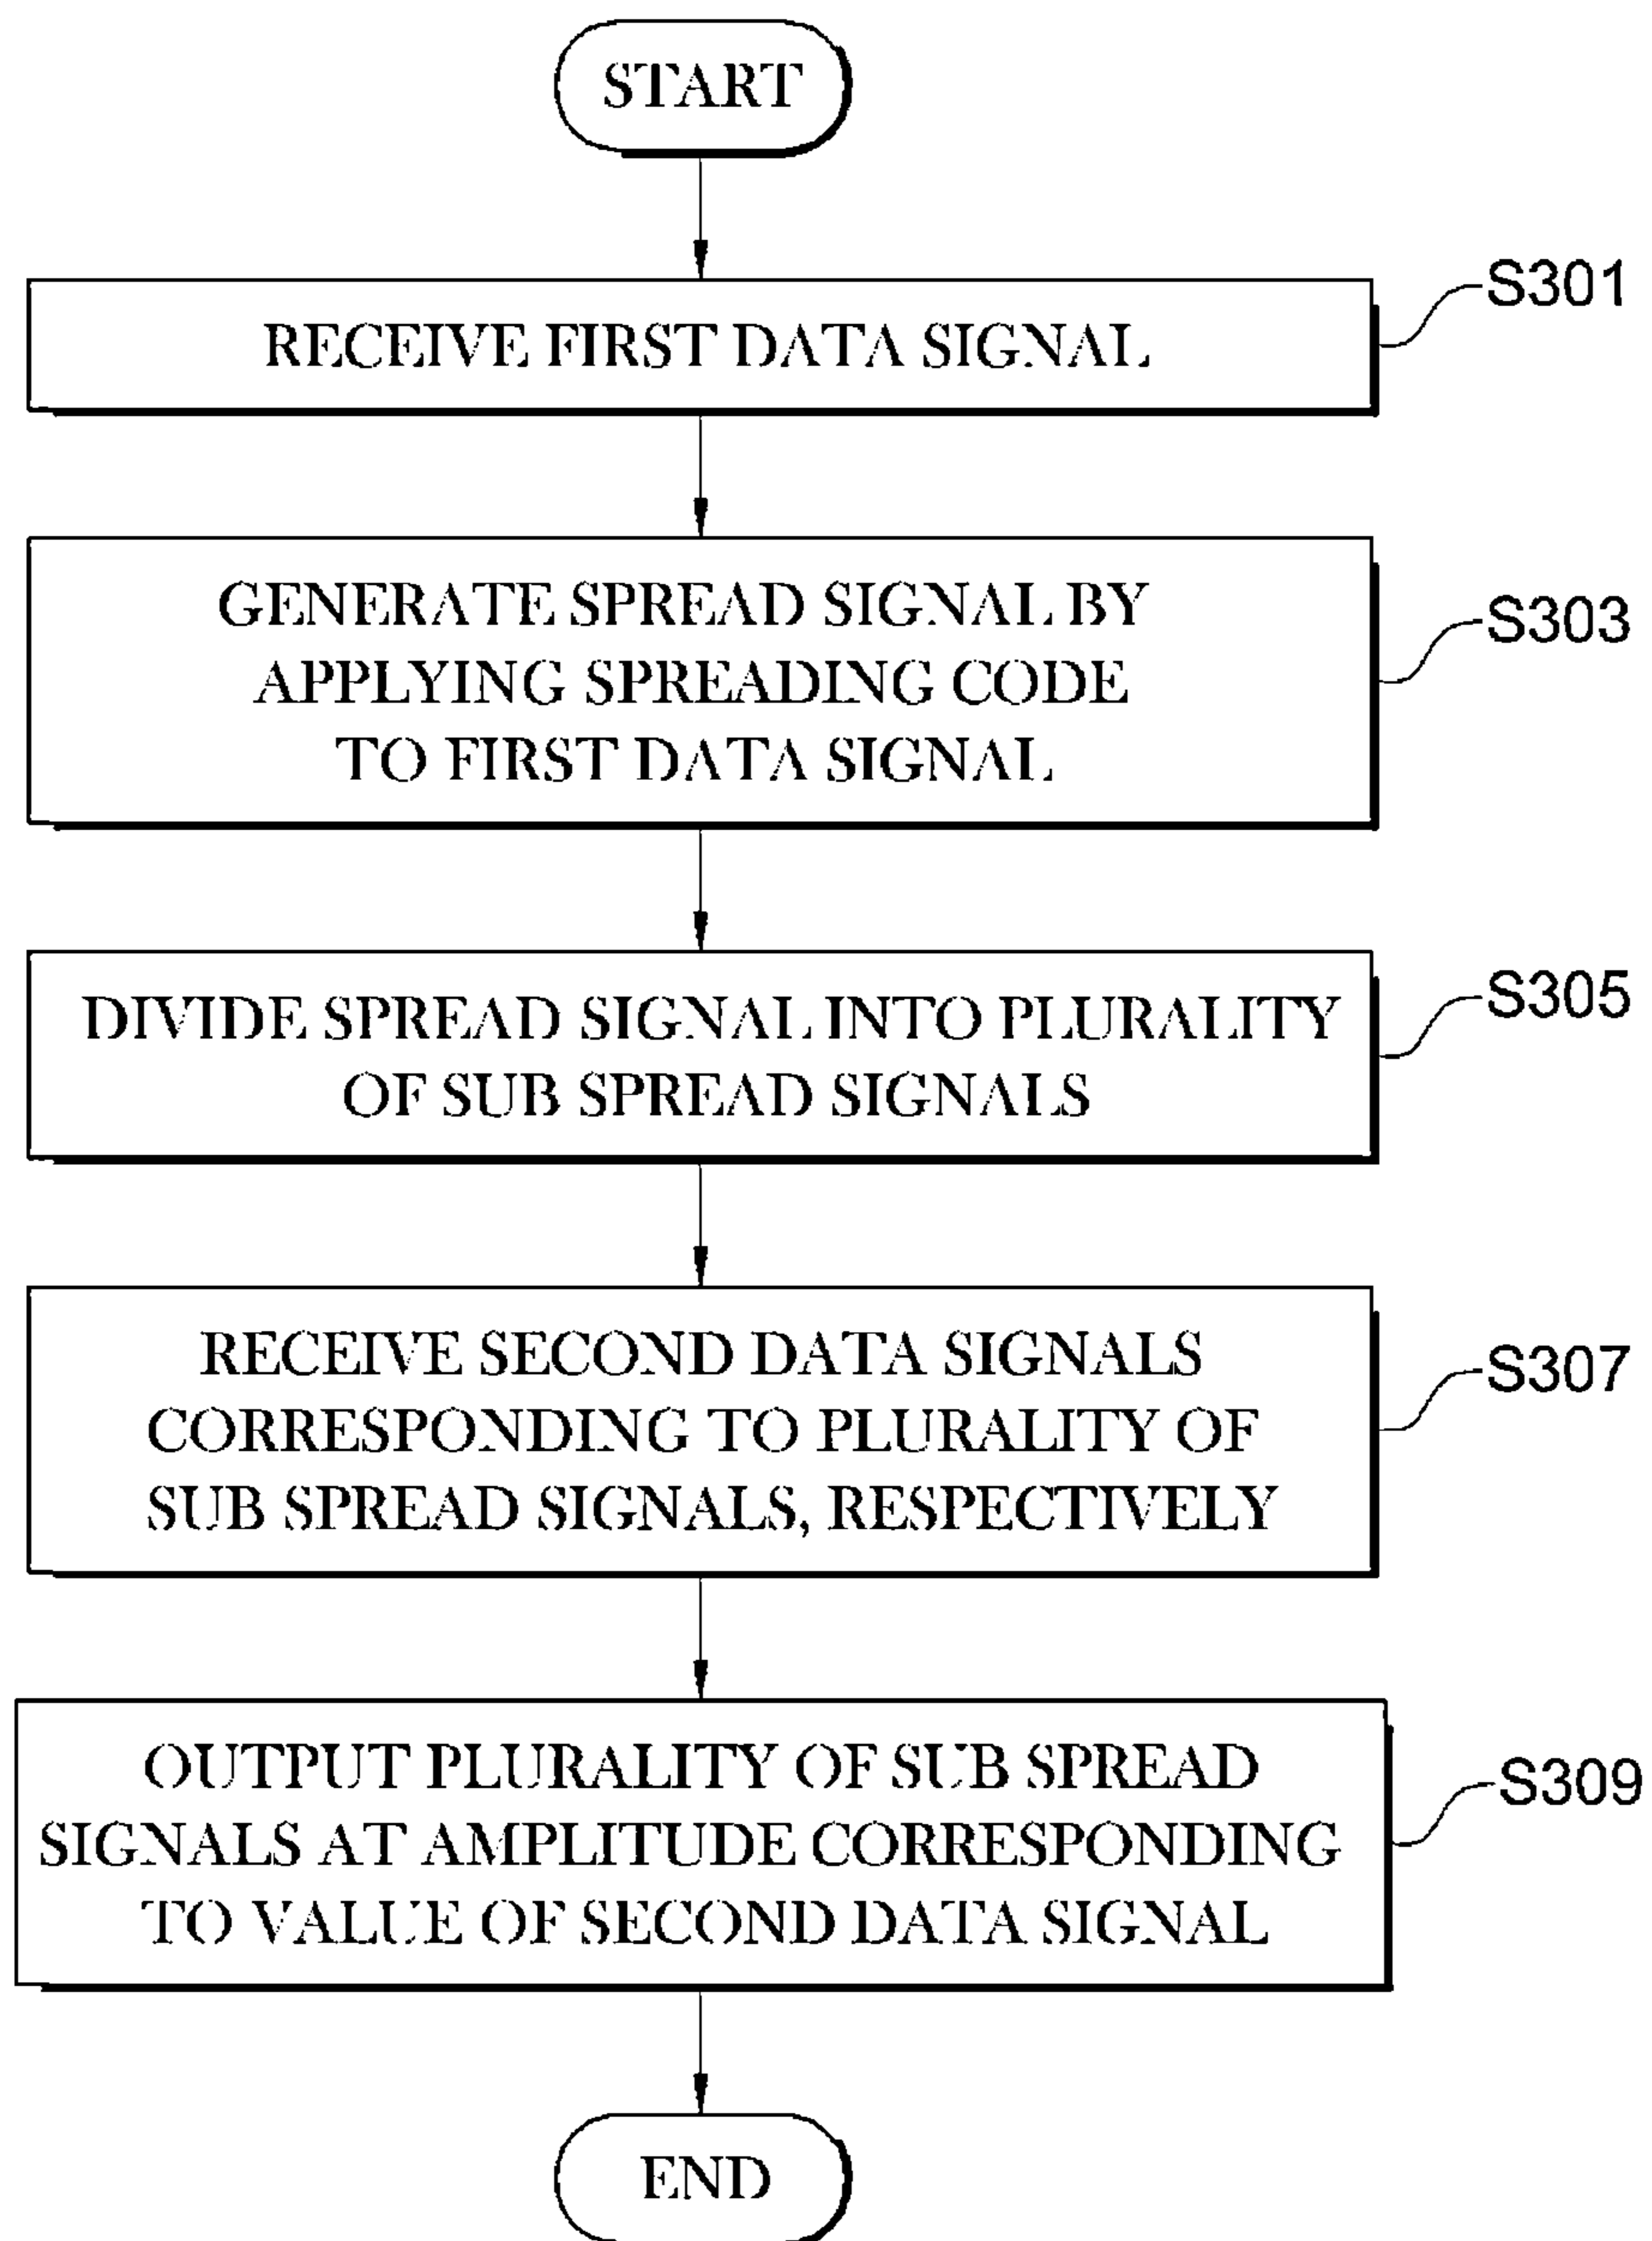 START
RECEIVE FIRST DATA SIGNAL
S301
GENERATE SPREAD SIGNAL BY
APPLYING SPREADING CODE
TO FIRST DATA SIGNAL
S303
DIVIDE SPREAD SIGNAL INTO PLURALITY
OF SUB SPREAD SIGNALS
S305
RECEIVE SECOND DATA SIGNALS
CORRESPONDING TO PLURALITY OF
SUB SPREAD SIGNALS, RESPECTIVELY
S307
OUTPUT PLURALITY OF SUB SPREAD
SIGNALS AT AMPLITUDE CORRESPONDING
TO VALUE OF SECOND DATA SIGNAL
S309
END